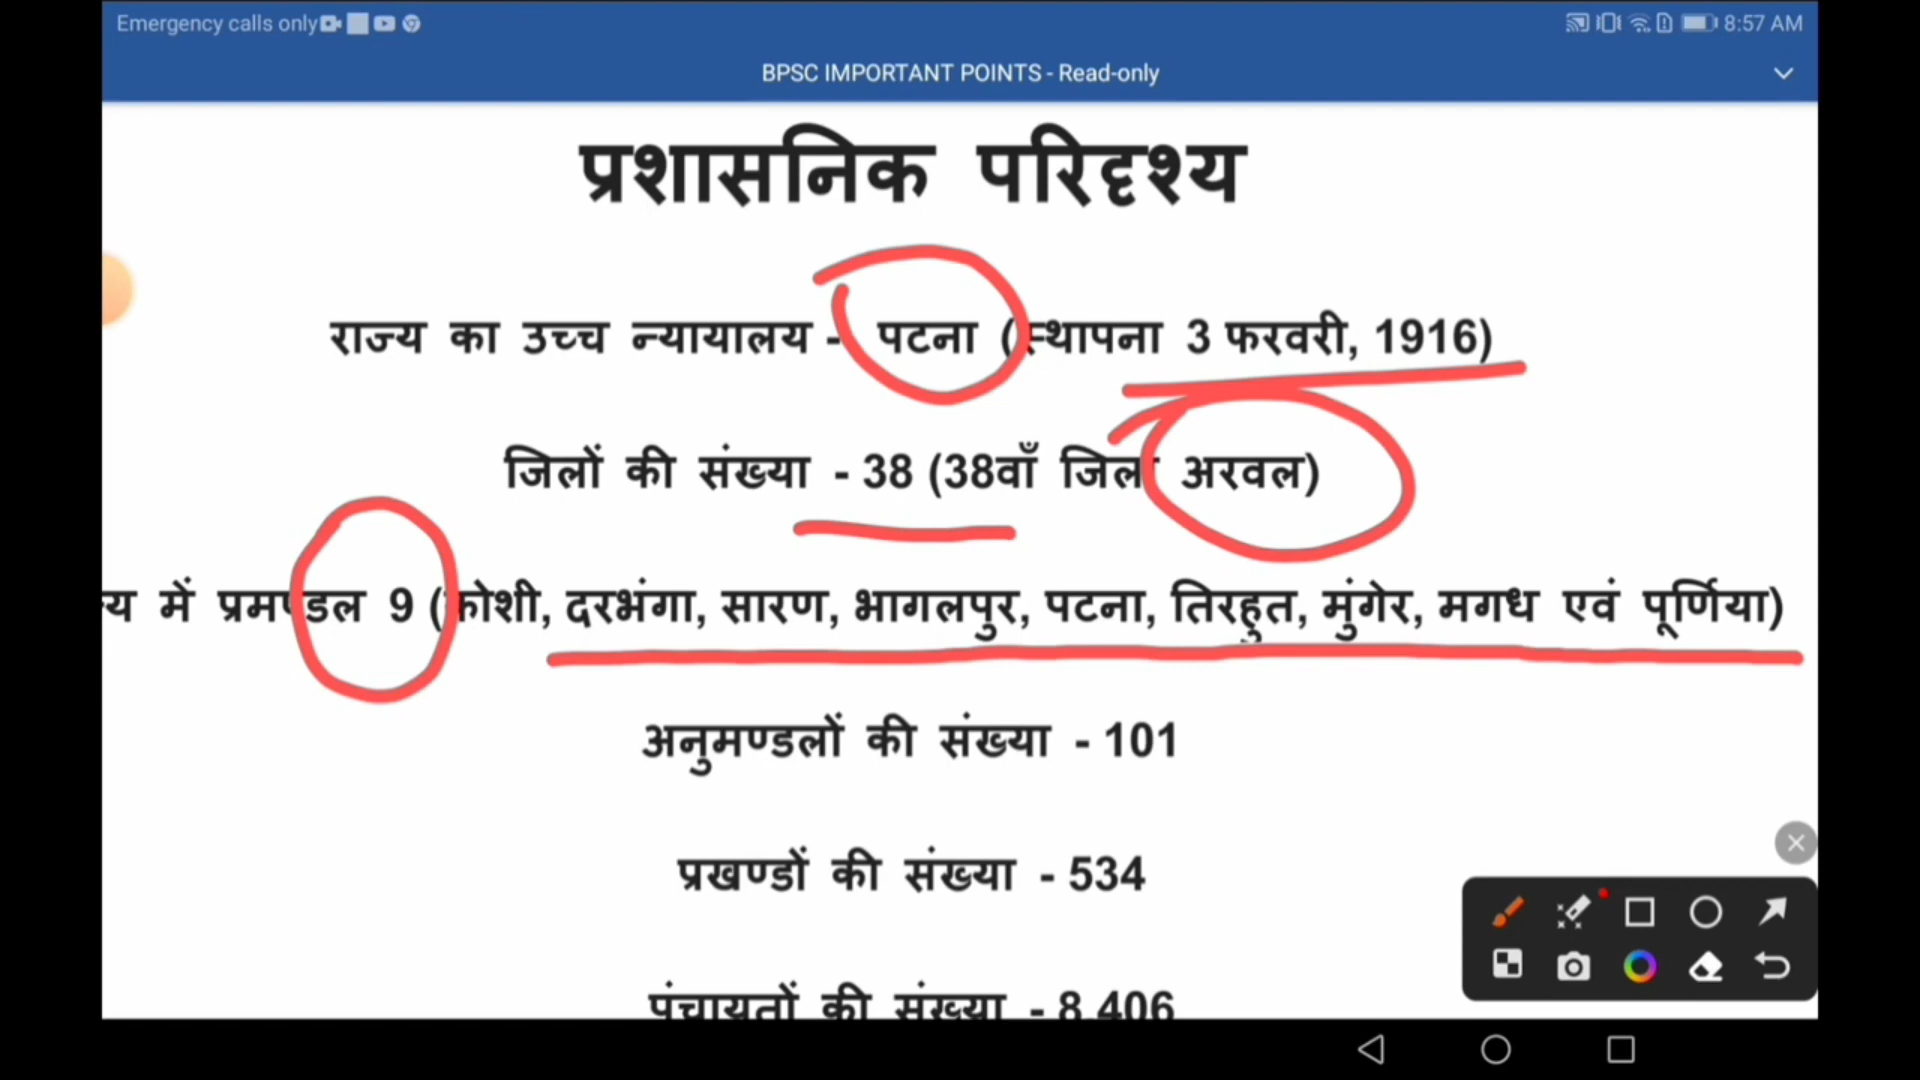 Emergency calls only
8:57 AM
BPSC IMPORTANT POINTS - Read-only
प्रशासनिक परिदृश्य
राज्य का उच्च न्यायालय - पटना (स्थापना 3 फरवरी, 1916)
जिलों की संख्या - 38 (38वाँ जिला अरवल)
में प्रमण्डल 9 (कोशी, दरभंगा, सारण, भागलपुर, पटना, तिरहुत, मुंगेर, मगध एवं पूर्णिया)
अनुमण्डलों की संख्या - 101
प्रखण्डों की संख्या - 534
पंचायतों की संख्या - 8,406